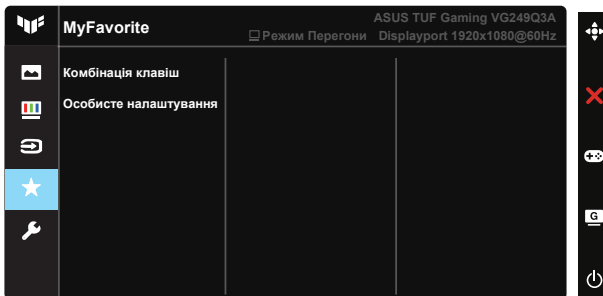 MyFavorite
ASUS TUF Gaming VG249Q3A
Режим Перегони Displayport 1920x1080@60Hz
Комбінація клавіш
Особисте налаштування
G